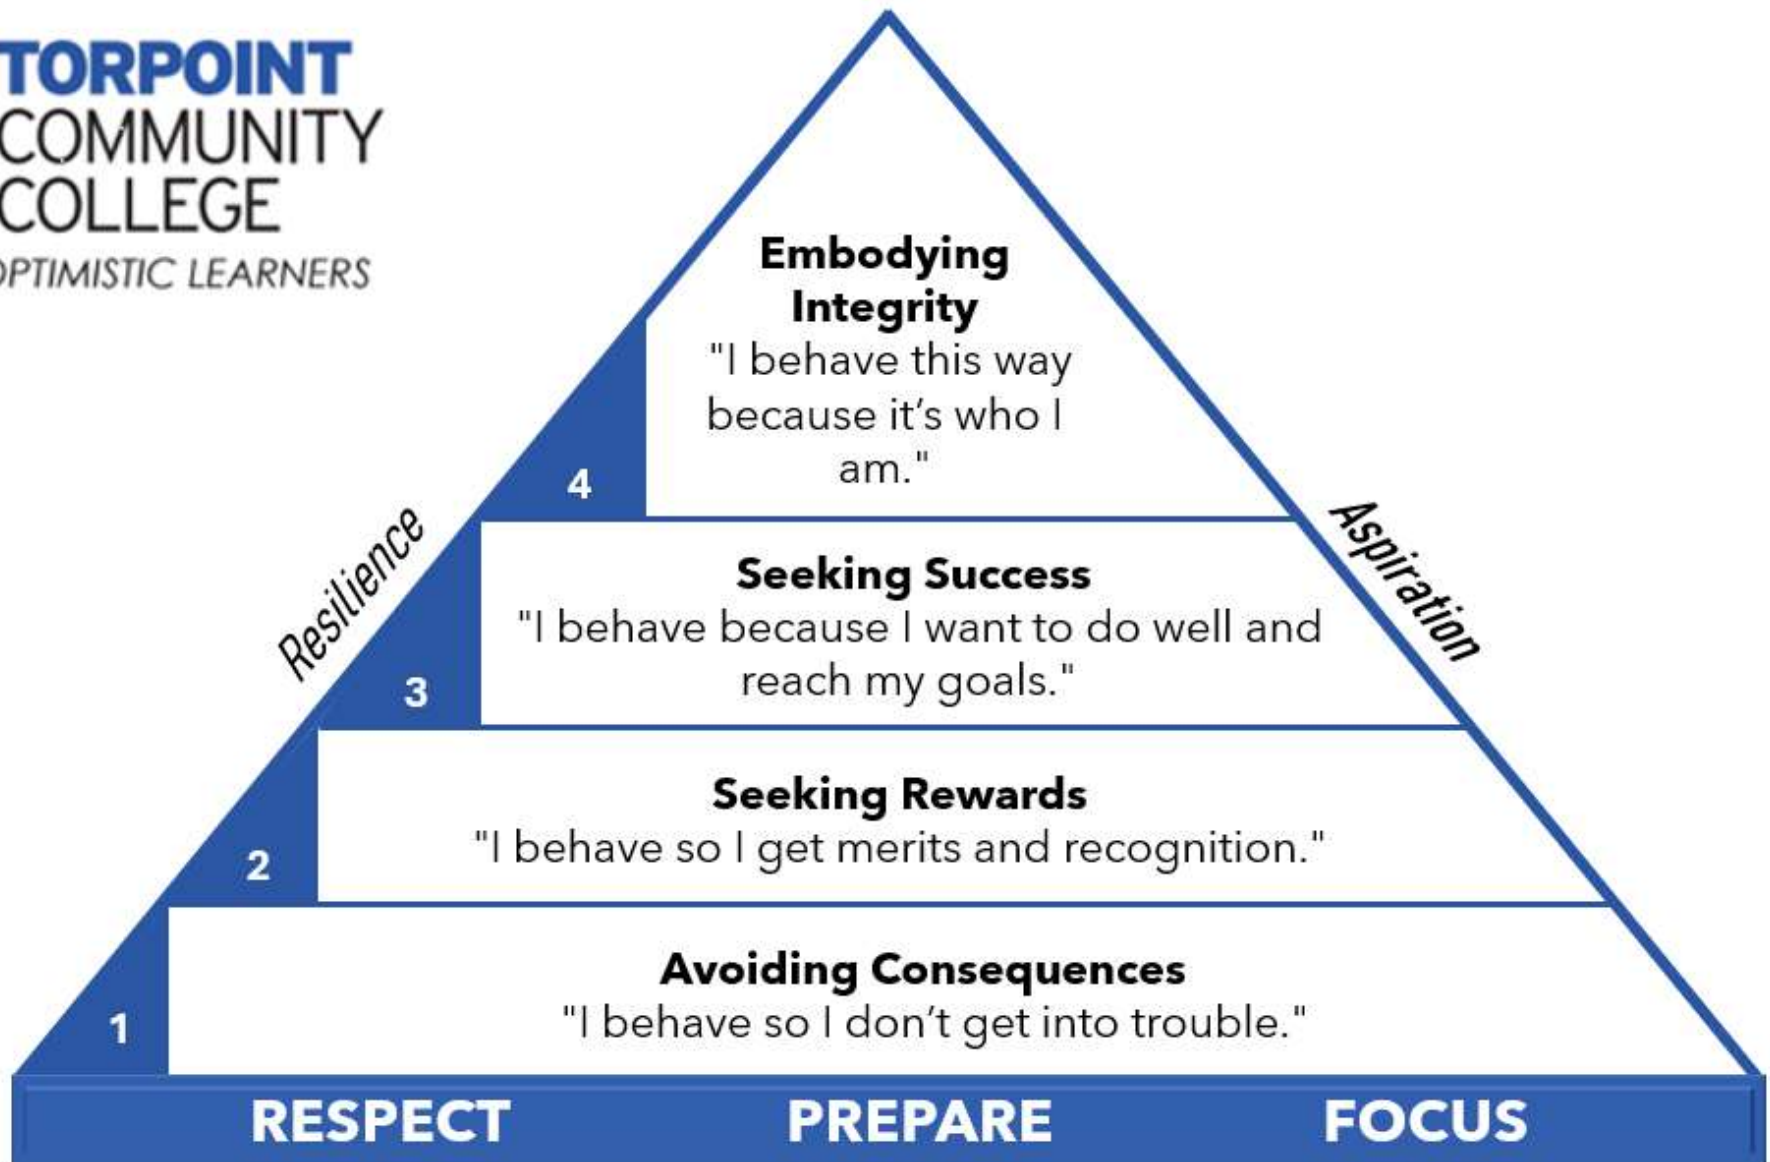 TORPOINT
COMMUNITY
COLLEGE
OPTIMISTIC LEARNERS
Embodying
Integrity
"I behave this way
because it's who I
am."
4
Resilience
Aspiration
Seeking Success
"I behave because I want to do well and
reach my goals."
3
Seeking Rewards
"I behave so I get merits and recognition."
2
Avoiding Consequences
"I behave so I don't get into trouble."
1
RESPECT PREPARE FOCUS